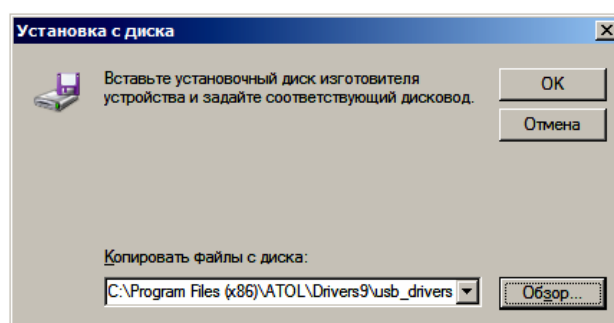 Установка с диска
Вставьте установочный диск изготовителя
устройства и задайте соответствующий дисковод.
OK
Отмена
Копировать файлы с диска:
C:\Program Files (x86)\ATOL\Drivers9\usb_drivers
Обзор...